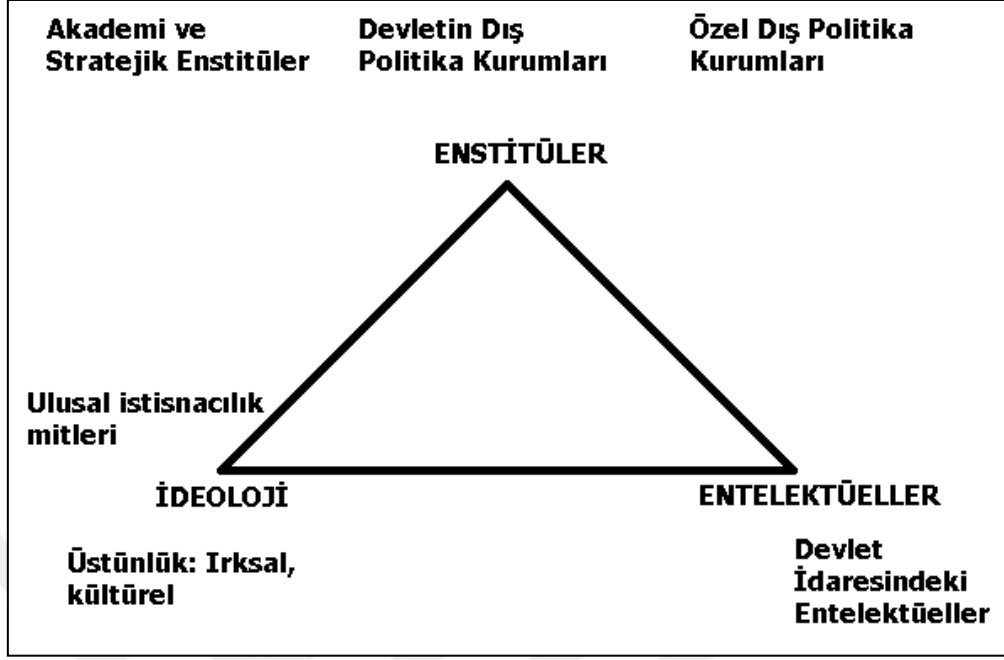 Akademi ve
Stratejik Enstitüler
Devletin Dış
Politika Kurumları
Özel Dış Politika
Kurumları
ENSTİTÜLER
Ulusal istisnacılık
mitleri
İDEOLOJİ
ENTELEKTÜELLER
Üstünlük: Irksal,
kültürel
Devlet
İdaresindeki
Entelektüeller